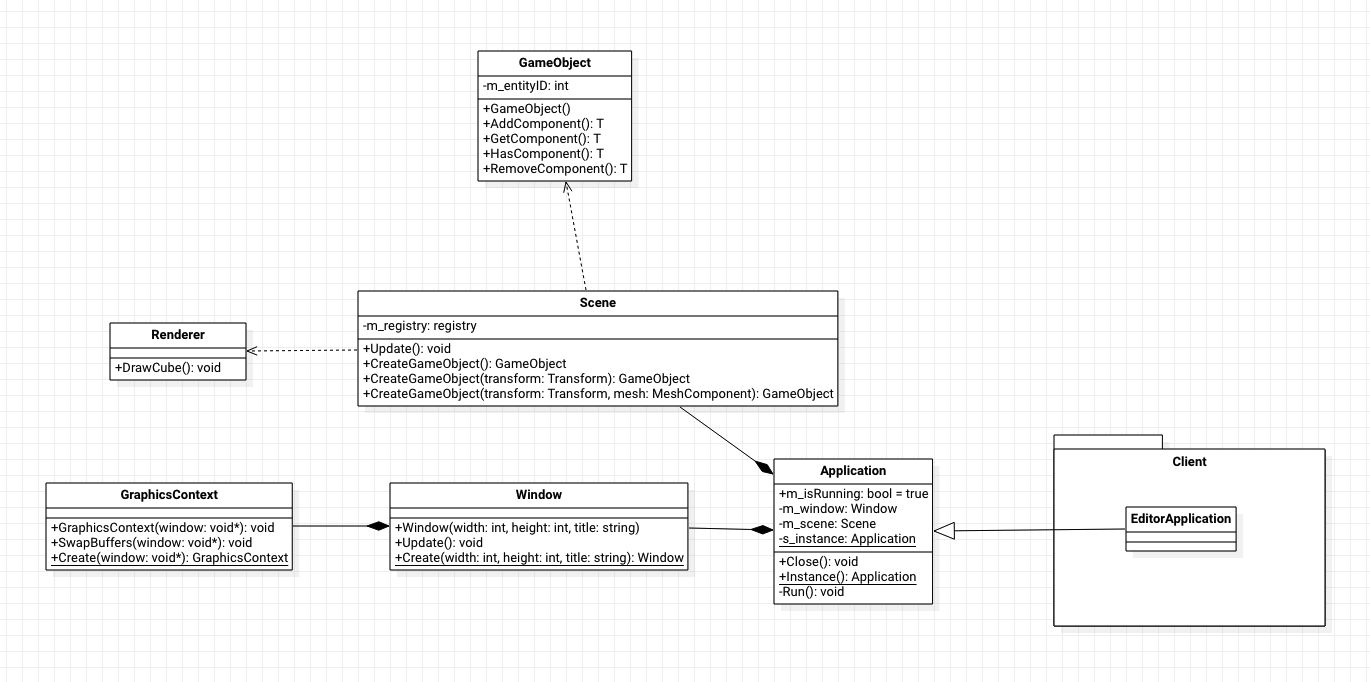 GameObject
-m_entityID: int
+GameObject()
+AddComponent(): T
+GetComponent(): T
+HasComponent(): T
+RemoveComponent(): T
Scene
-m_registry: registry
+Update(): void
+CreateGameObject(): GameObject
+CreateGameObject(transform: Transform): GameObject
+CreateGameObject(transform: Transform, mesh: MeshComponent): GameObject
Renderer
+DrawCube(): void
GraphicsContext
+GraphicsContext(window: void*): void
+SwapBuffers(window: void*): void
+Create(window: void*): GraphicsContext
Window
+Window(width: int, height: int, title: string)
+Update(): void
+Create(width: int, height: int, title: string): Window
Application
+m_isRunning: bool = true
-m_window: Window
-m_scene: Scene
-s_instance: Application
+Close(): void
+Instance(): Application
-Run(): void
Client
EditorApplication